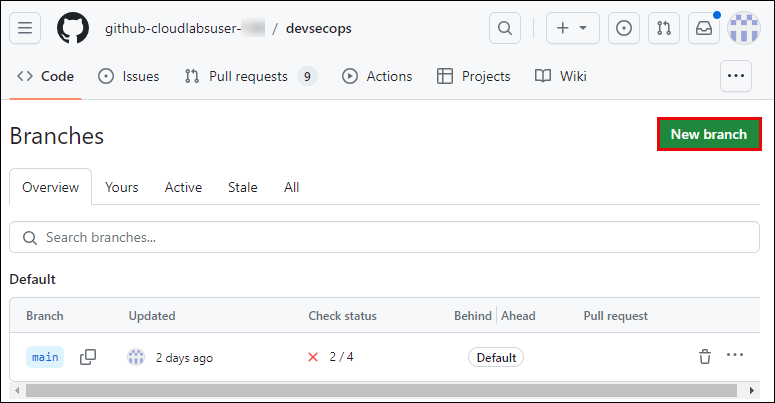 github-cloudlabsuser- / devsecops
Code Issues Pull requests 9 Actions Projects Wiki
Branches
New branch
Overview Yours Active Stale All
Search branches...
Default
Branch Updated Check status Behind Ahead Pull request
main 2 days ago 2 / 4 Default